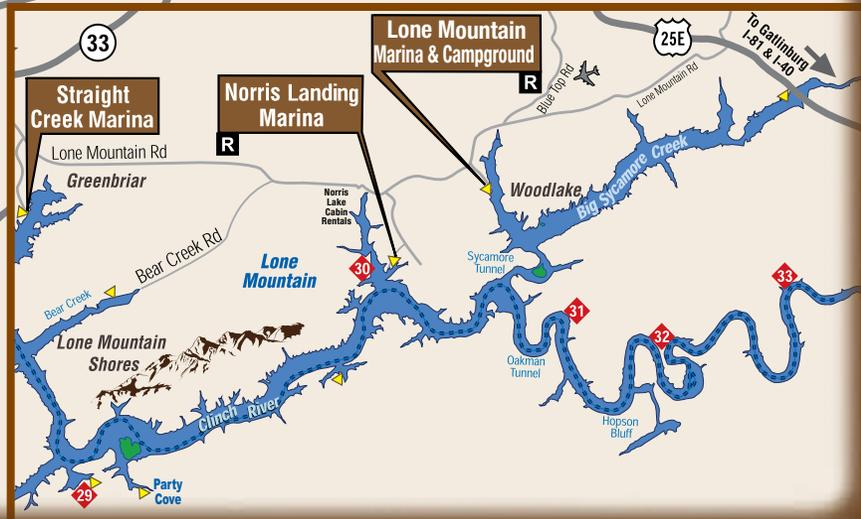 33
Straight
Creek Marina
Norris Landing
Marina
R
Lone Mountain
Marina & Campground
R
25E
To Gatlinburg
I-81 & I-40
Blue Top Rd
Lone Mountain Rd
Lone Mountain Rd
Greenbriar
Norris
Lake
Cabin
Rentals
Woodlake
Big Sycamore Creek
Bear Creek Rd
Lone
Mountain
30
Sycamore
Tunnel
33
Bear Creek
31
32
Lone Mountain
Shores
Oakman
Tunnel
Clinch River
Hopson
Bluff
29
Party
Cove